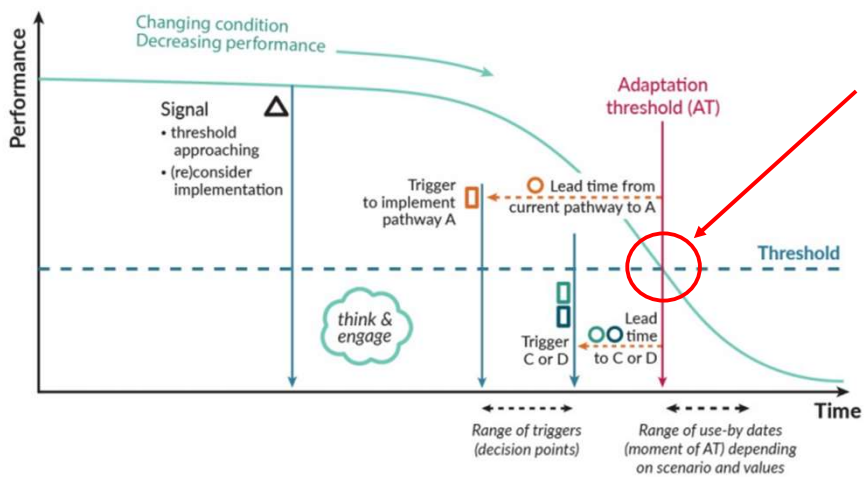 Changing condition
Decreasing performance
Performance
Signal
• threshold
approaching
• (re)consider
implementation
Adaptation
threshold (AT)
Trigger
to implement
pathway A
Lead time from
current pathway to A
Threshold
think &
engage
Trigger
C or D
Lead
time
to C or D
Time
Range of triggers
(decision points)
Range of use-by dates
(moment of AT) depending
on scenario and values